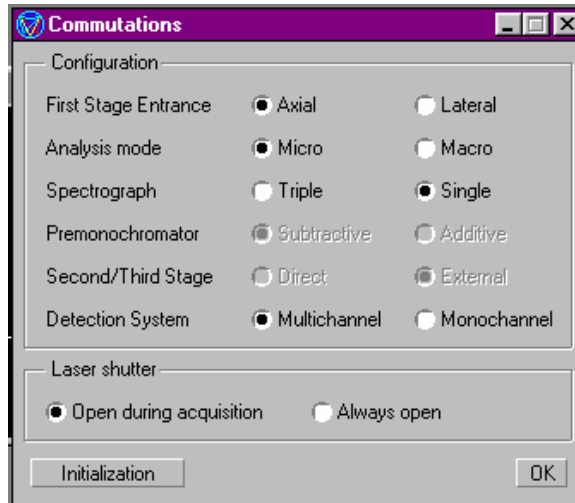 Commutations
Configuration
First Stage Entrance Axial Lateral
Analysis mode Micro Macro
Spectrograph Triple Single
Premonochromator Subtractive Additive
Second/Third Stage Direct External
Detection System Multichannel Monochannel
Laser shutter
Open during acquisition Always open
Initialization OK